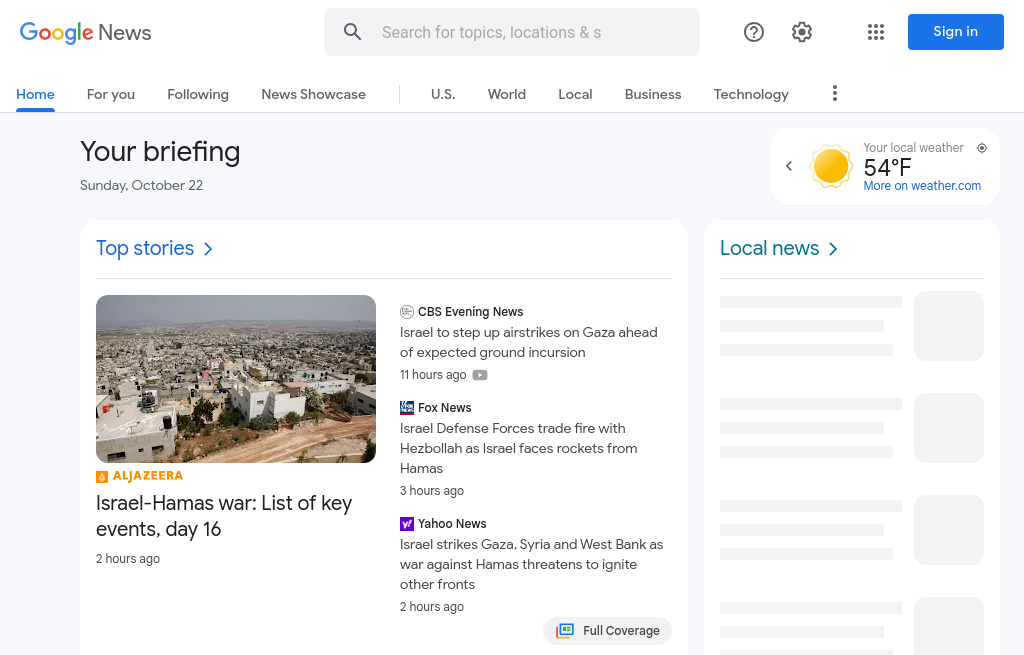 Google News
Search for topics, locations & s
Sign in
Home
For you
Following
News Showcase
U.S.
World
Local
Business
Technology
Your briefing
Sunday, October 22
Your local weather
54°F
More on weather.com
Top stories
ALJAZEERA
Israel-Hamas war: List of key
events, day 16
2 hours ago
CBS Evening News
Israel to step up airstrikes on Gaza ahead
of expected ground incursion
11 hours ago
Fox News
Israel Defense Forces trade fire with
Hezbollah as Israel faces rockets from
Hamas
3 hours ago
Yahoo News
Israel strikes Gaza, Syria and West Bank as
war against Hamas threatens to ignite
other fronts
2 hours ago
Full Coverage
Local news